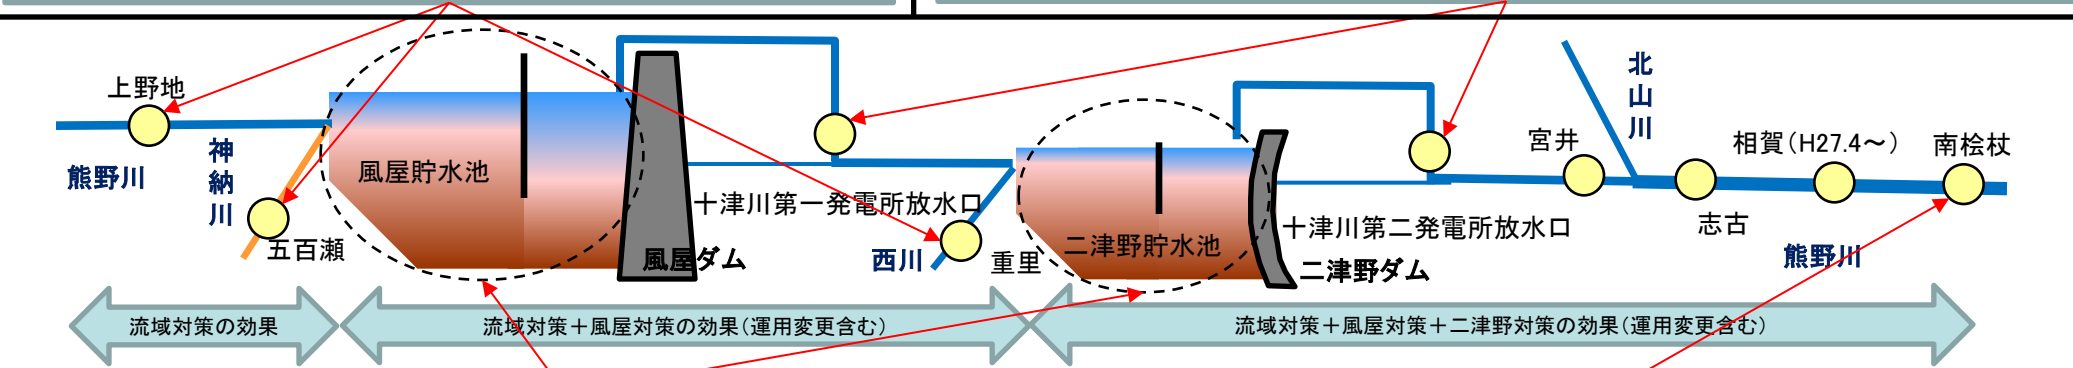 上野地
熊野川
神納川
五百瀬
風屋貯水池
風屋ダム
十津川第一発電所放水口
西川
重里
二津野貯水池
二津野ダム
十津川第二発電所放水口
宮井
北山川
志古
相賀(H27.4～)
南桧杖
熊野川
流域対策の効果
流域対策＋風屋対策の効果(運用変更含む)
流域対策＋風屋対策＋二津野対策の効果(運用変更含む)